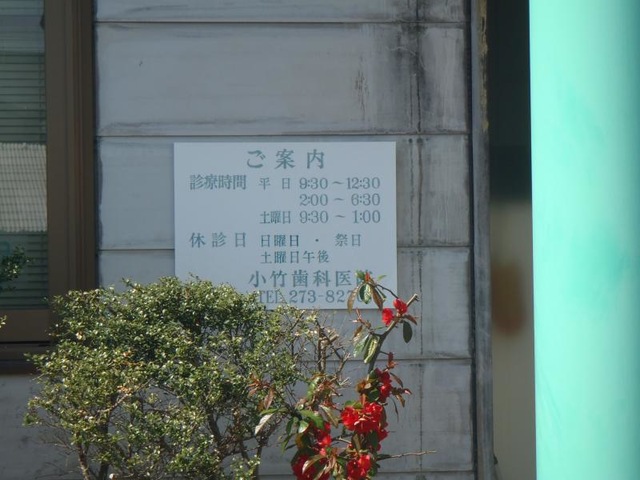 ご案内
診療時間 平日 9:30～12:30
2:00～6:30
土曜日 9:30～1:00
休診日 日曜日・祭日
土曜日午後
小竹歯科医
TEL 273-82